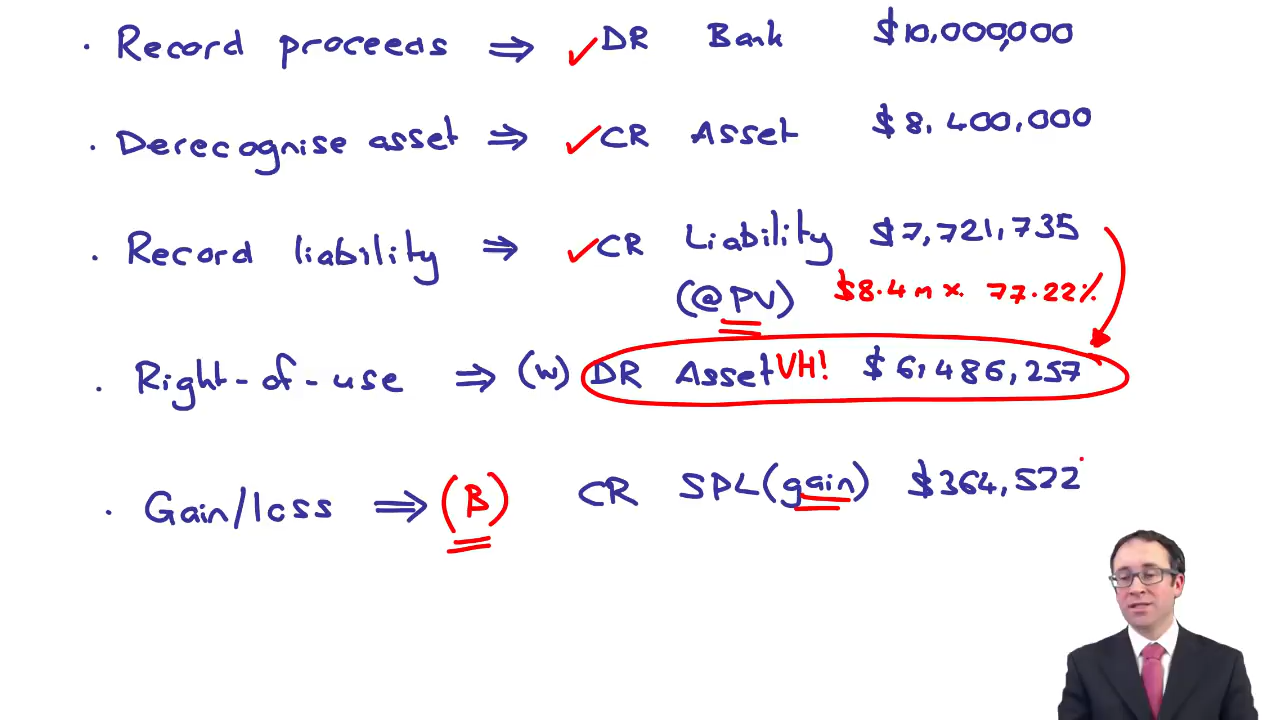 · Record proceeds ⇒ ✓ DR Bank $10,000,000
· Derecognise asset ⇒ ✓ CR Asset $8,400,000
· Record liability ⇒ ✓ CR Liability $7,721,735
(@ PV) $8.4m x 77.22%
· Right-of-use ⇒ (W) DR Asset VH! $6,486,257
· Gain/loss ⇒ (B) CR SPL(gain) $364,522